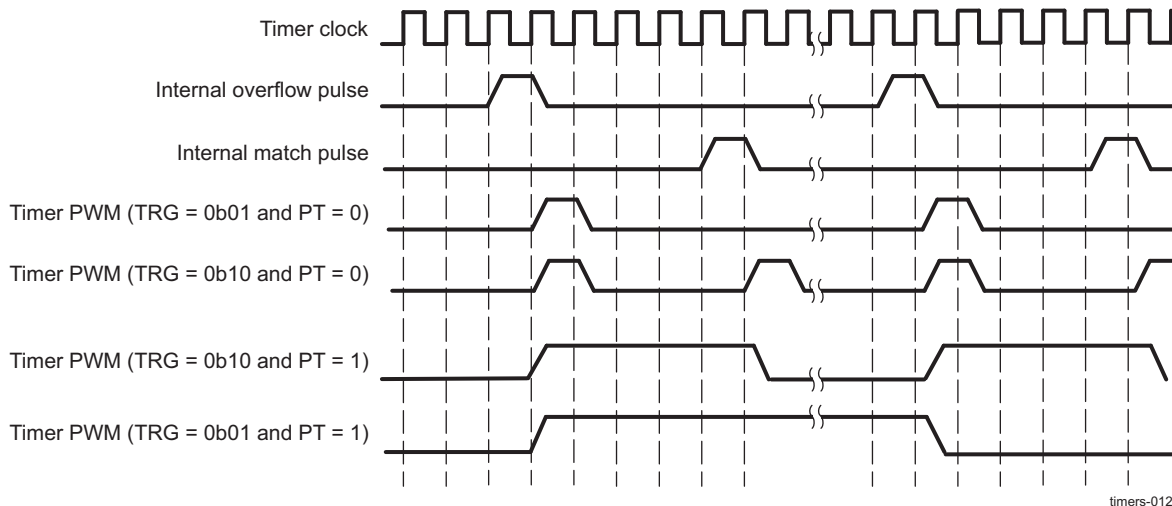 Timer clock
Internal overflow pulse
Internal match pulse
Timer PWM (TRG = 0b01 and PT = 0)
Timer PWM (TRG = 0b10 and PT = 0)
Timer PWM (TRG = 0b10 and PT = 1)
Timer PWM (TRG = 0b01 and PT = 1)
timers-012